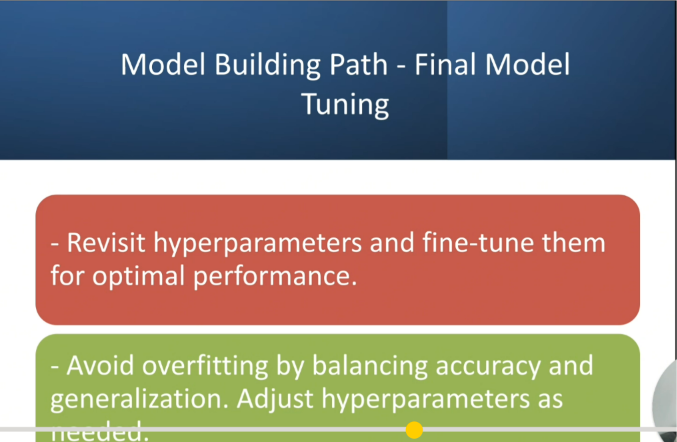 Model Building Path - Final Model
Tuning
- Revisit hyperparameters and fine-tune them
for optimal performance.
- Avoid overfitting by balancing accuracy and
generalization. Adjust hyperparameters as
needed.